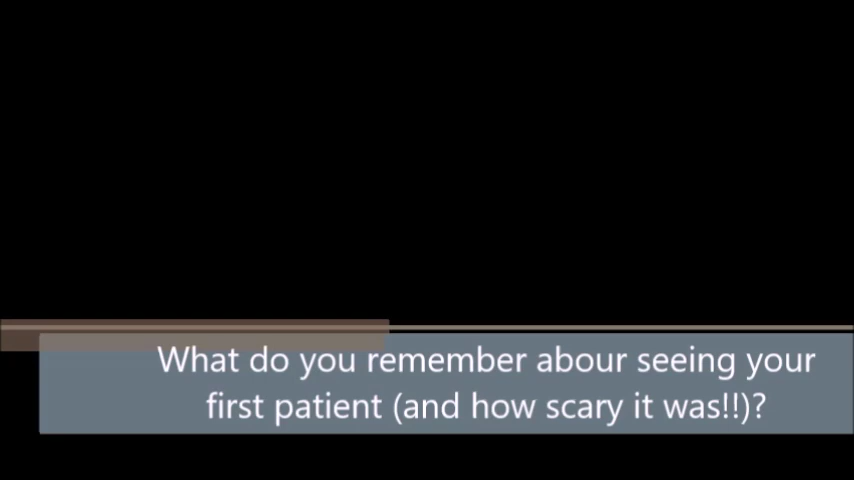 What do you remember abour seeing your
first patient (and how scary it was!!)?